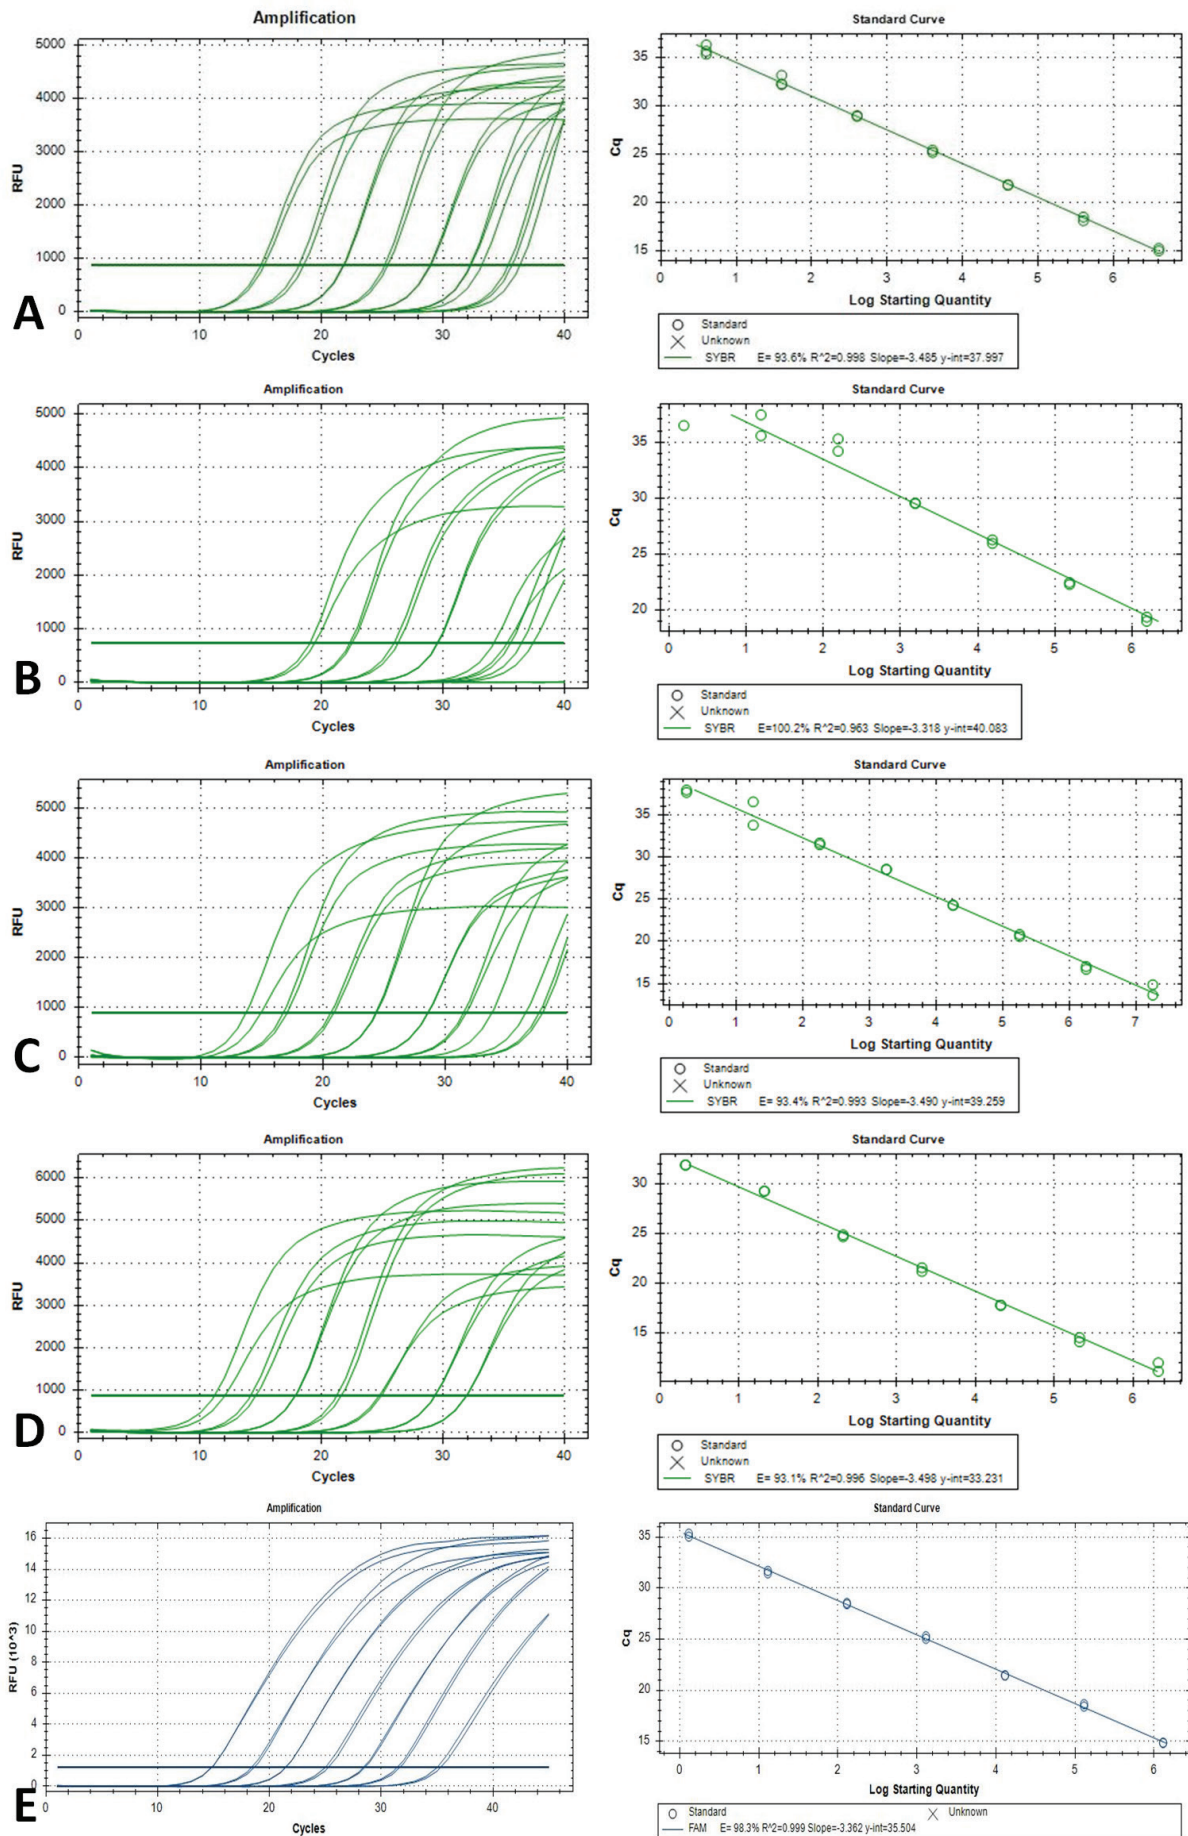 Amplification
Standard Curve
5000
4000
3000
2000
1000
0
RFU
0
10
20
30
40
Cycles
A
35
30
25
20
15
Cq
0
1
2
3
4
5
6
Log Starting Quantity
Standard
Unknown
SYBR E= 93.6% R^2=0.998 Slope=-3.485 y-int=37.997
Amplification
Standard Curve
5000
4000
3000
2000
1000
0
RFU
0
10
20
30
40
Cycles
B
35
30
25
20
Cq
0
1
2
3
4
5
6
Log Starting Quantity
Standard
Unknown
SYBR E=100.2% R^2=0.963 Slope=-3.318 y-int=40.083
Amplification
Standard Curve
5000
4000
3000
2000
1000
0
RFU
0
10
20
30
40
Cycles
C
35
30
25
20
15
Cq
0
1
2
3
4
5
6
7
Log Starting Quantity
Standard
Unknown
SYBR E= 93.4% R^2=0.993 Slope=-3.490 y-int=39.259
Amplification
Standard Curve
6000
5000
4000
3000
2000
1000
0
RFU
0
10
20
30
40
Cycles
D
30
25
20
15
Cq
0
1
2
3
4
5
6
Log Starting Quantity
Standard
Unknown
SYBR E= 93.1% R^2=0.996 Slope=-3.498 y-int=33.231
Amplification
Standard Curve
16
14
12
10
8
6
4
2
0
RFU (10^3)
0
10
20
30
40
Cycles
E
35
30
25
20
15
Cq
0
1
2
3
4
5
6
Log Starting Quantity
Standard Unknown
FAM E= 98.3% R^2=0.999 Slope=-3.362 y-int=35.504